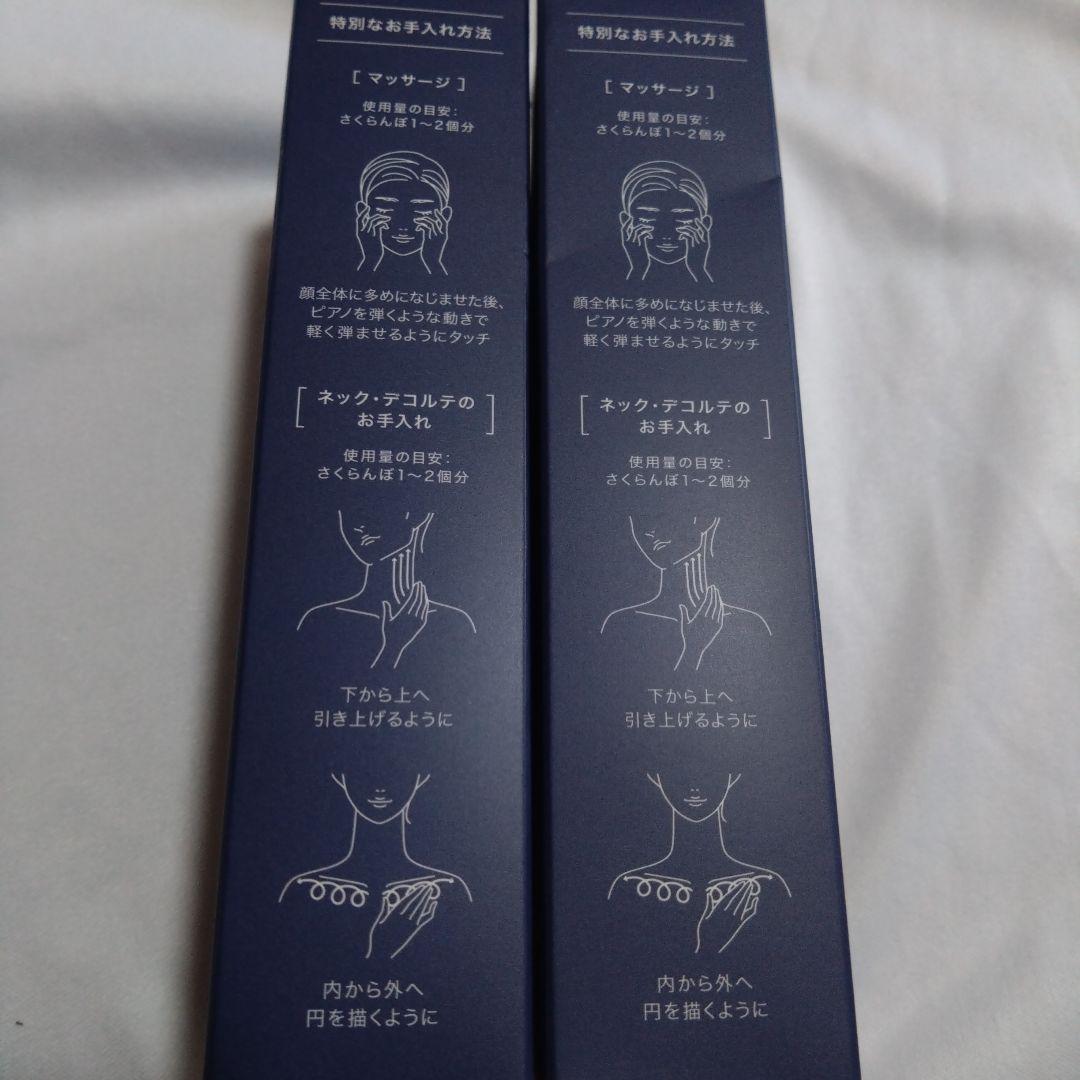 特別なお手入れ方法
[ マッサージ ]
使用量の目安:
さくらんぼ1〜2個分
顔全体に多めになじませた後、
ピアノを弾くような動きで
軽く弾ませるようにタッチ
[ ネック・デコルテの
お手入れ ]
使用量の目安:
さくらんぼ1〜2個分
下から上へ
引き上げるように
内から外へ
円を描くように
特別なお手入れ方法
[ マッサージ ]
使用量の目安:
さくらんぼ1〜2個分
顔全体に多めになじませた後、
ピアノを弾くような動きで
軽く弾ませるようにタッチ
[ ネック・デコルテの
お手入れ ]
使用量の目安:
さくらんぼ1〜2個分
下から上へ
引き上げるように
内から外へ
円を描くように